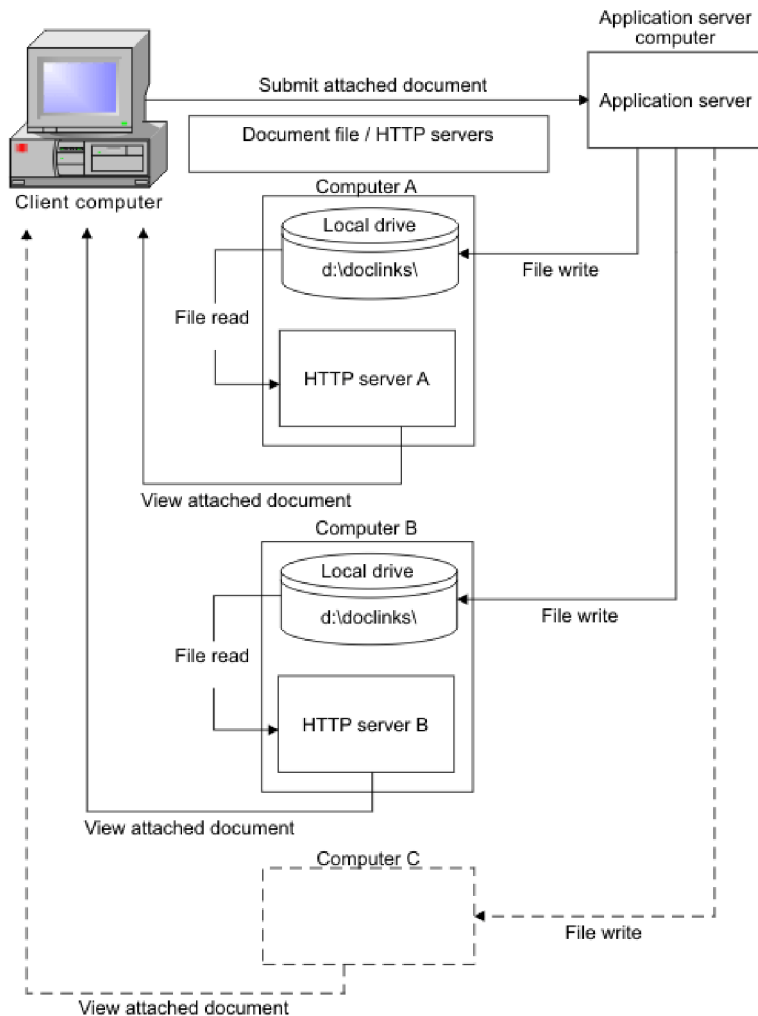 Application server
computer
Submit attached document
Application server
Document file / HTTP servers
Client computer
Computer A
Local drive
d:\doclinks\
File write
File read
HTTP server A
View attached document
Computer B
Local drive
d:\doclinks\
File write
File read
HTTP server B
View attached document
Computer C
File write
View attached document